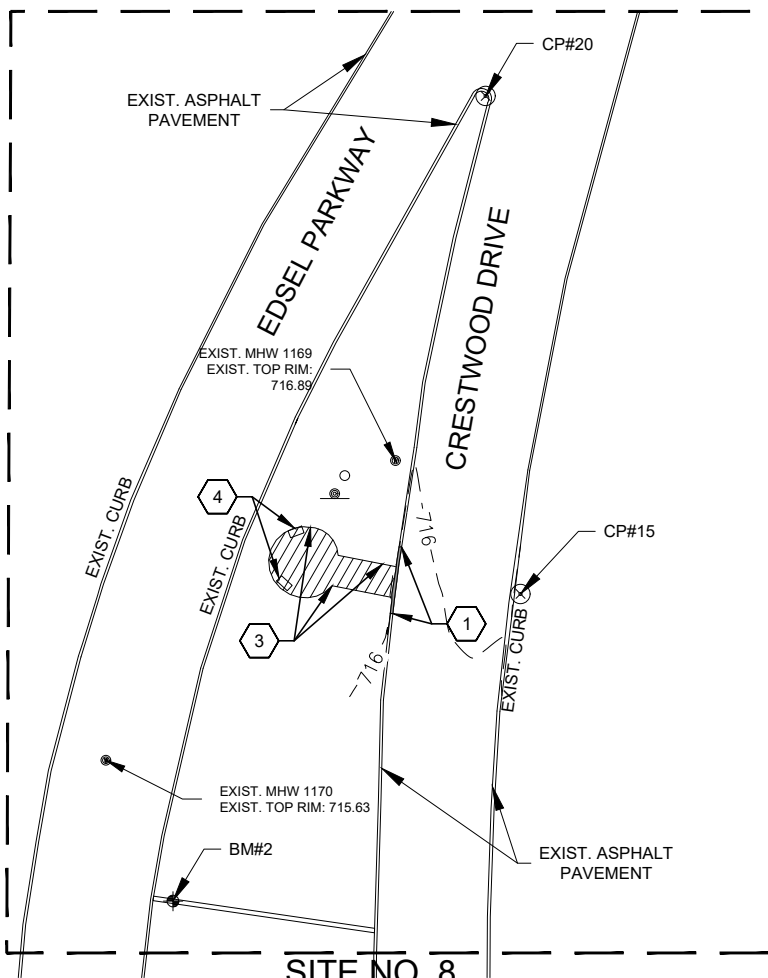 CP#20
EXIST. ASPHALT
PAVEMENT
EDSEL PARKWAY
CRESTWOOD DRIVE
EXIST. MHW 1169
EXIST. TOP RIM:
716.89
4
716
CP#15
EXIST. CURB
EXIST. CURB
3
1
EXIST. CURB
716
EXIST. MHW 1170
EXIST. TOP RIM: 715.63
BM#2
EXIST. ASPHALT
PAVEMENT
SITE NO. 8